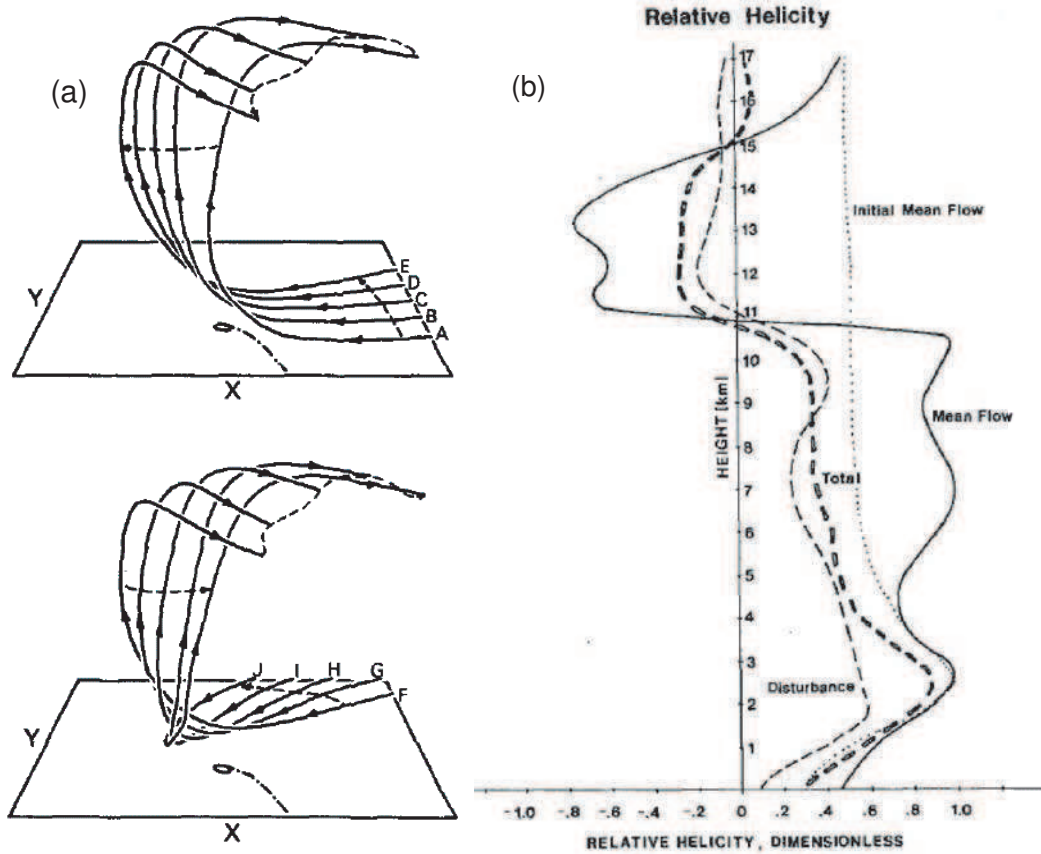 (a)
E
D
C
B
A
Y
X
J I H G
F
Y
X
(b)
Relative Helicity
17
16
15
14
13
12
11
10
9
8
7
6
5
4
3
2
1
HEIGHT [km]
Initial Mean Flow
Mean Flow
Total
Disturbance
-1.0 -.8 -.6 -.4 -.2 0 .2 .4 .6 .8 1.0
RELATIVE HELICITY, DIMENSIONLESS